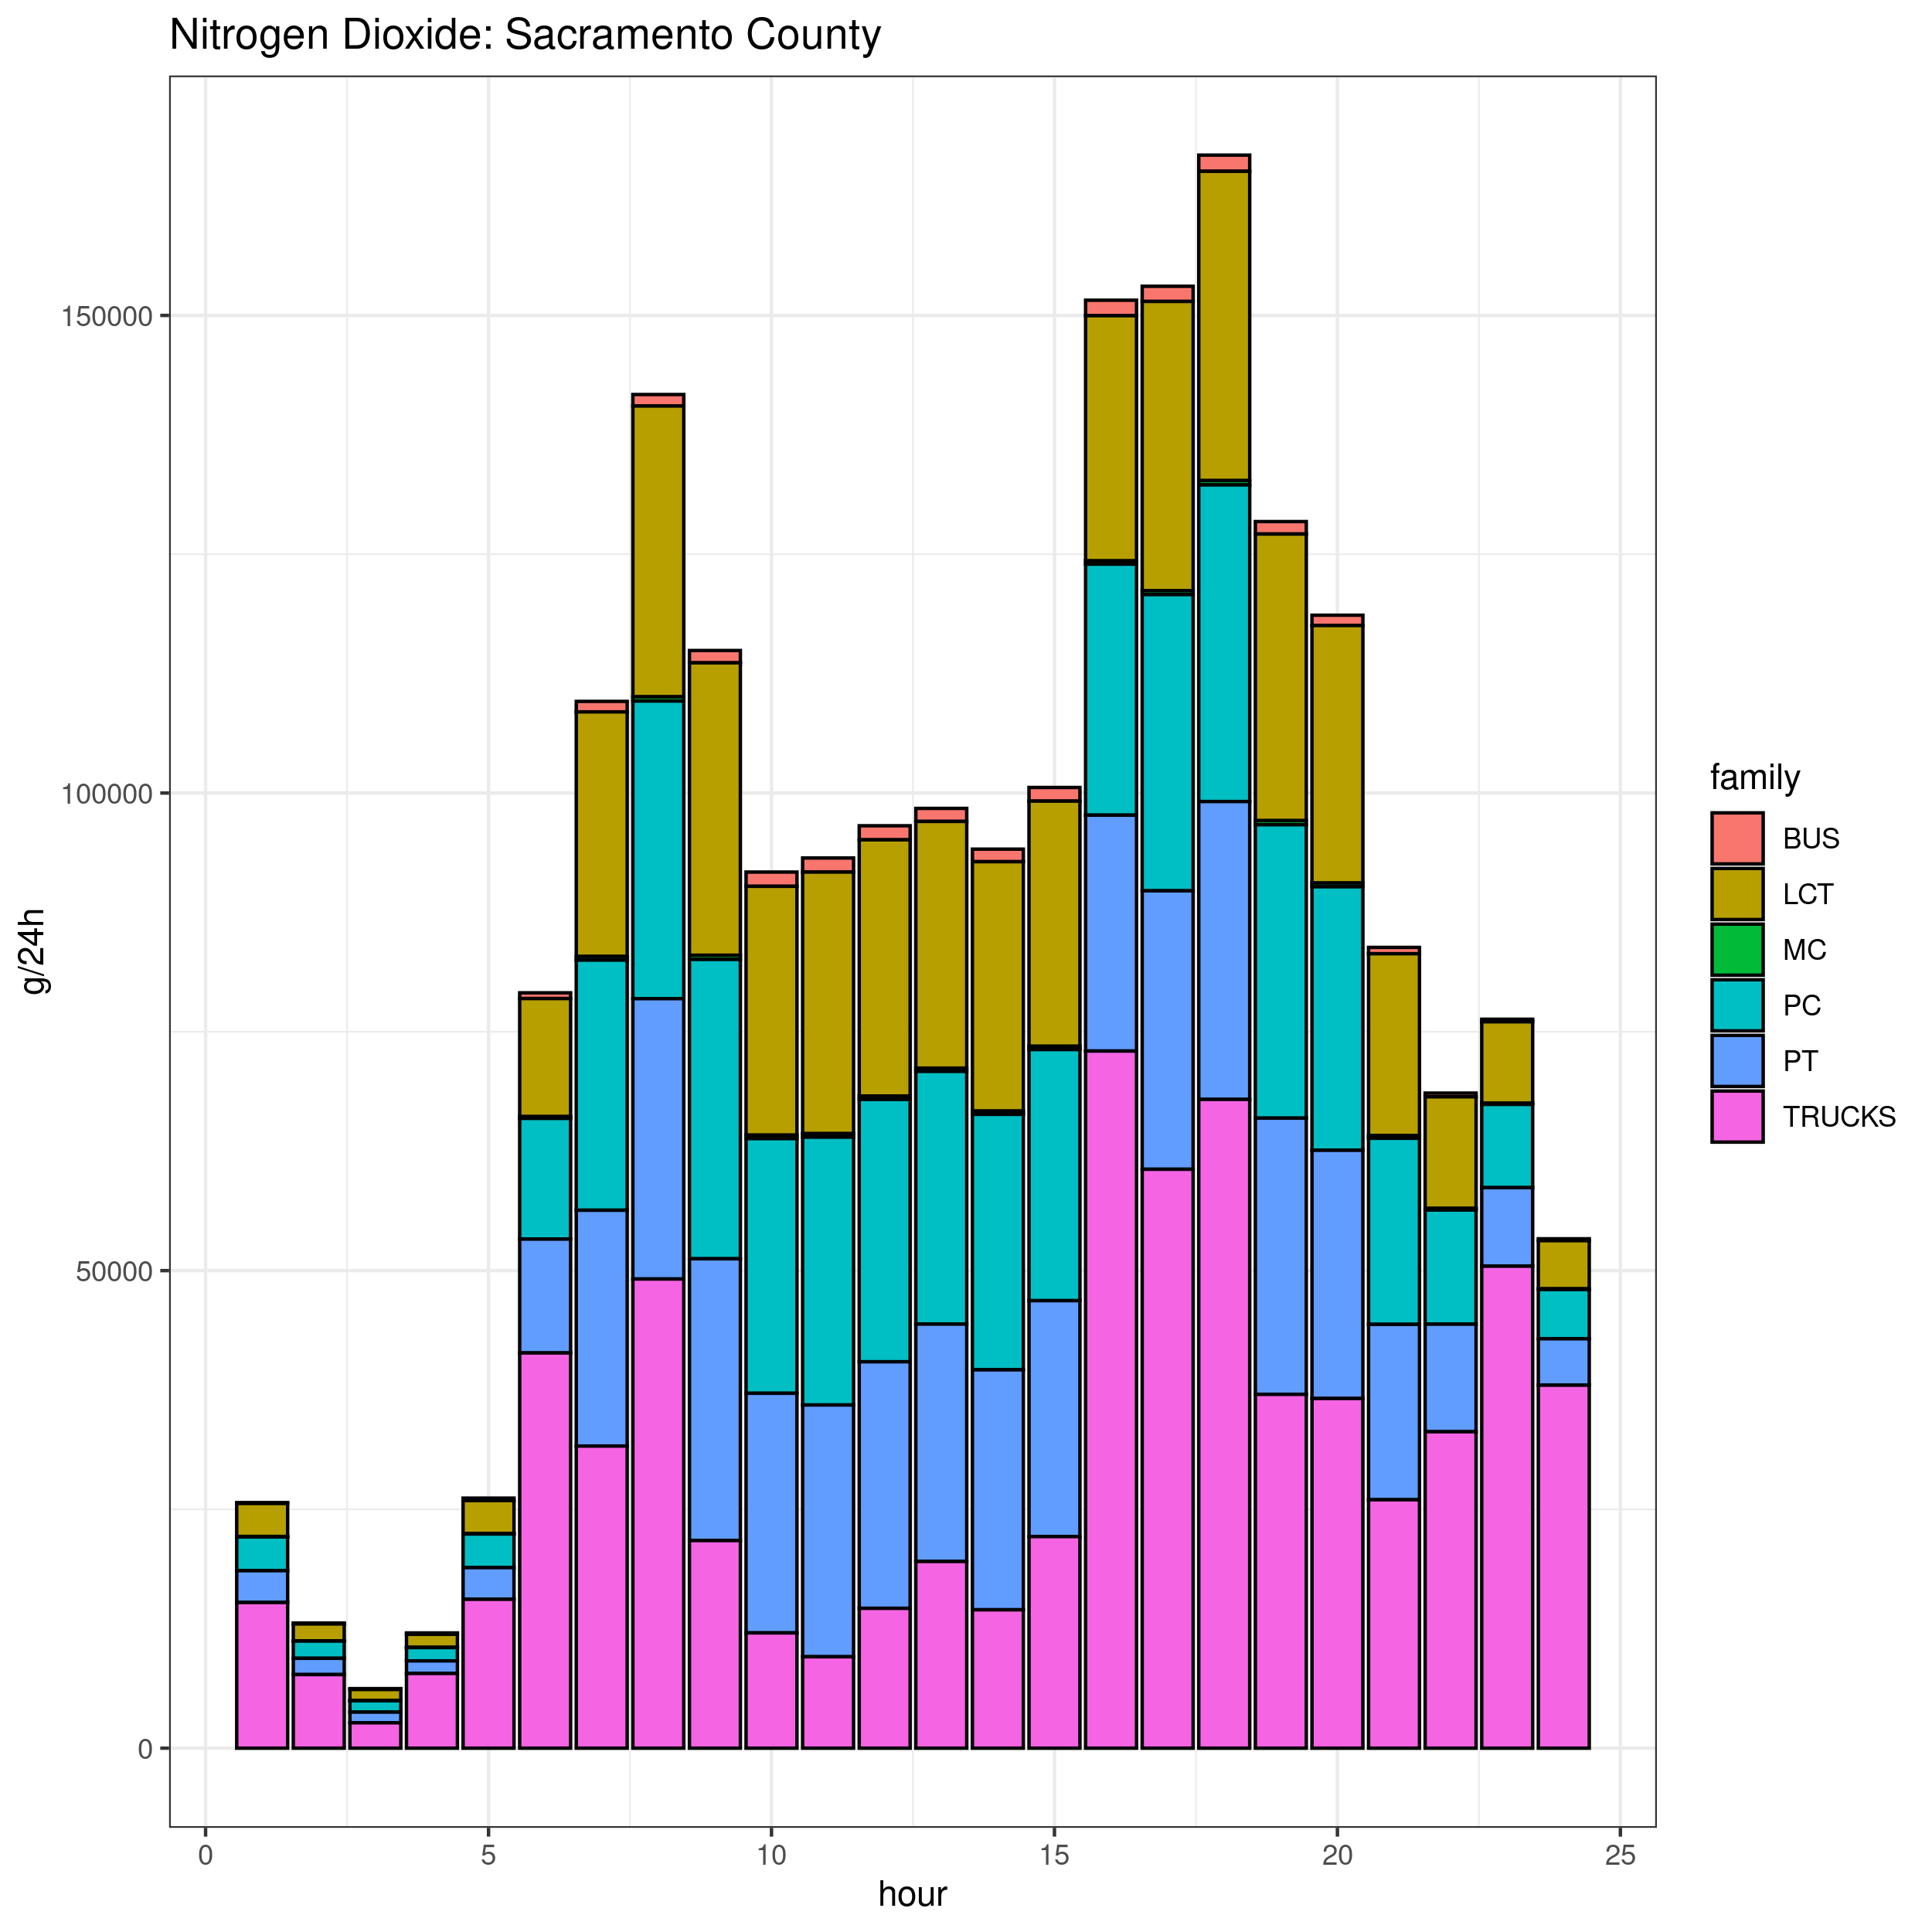 Nitrogen Dioxide: Sacramento County
150000
100000
50000
0
g/24h
0 5 10 15 20 25
hour
family
BUS
LCT
MC
PC
PT
TRUCKS